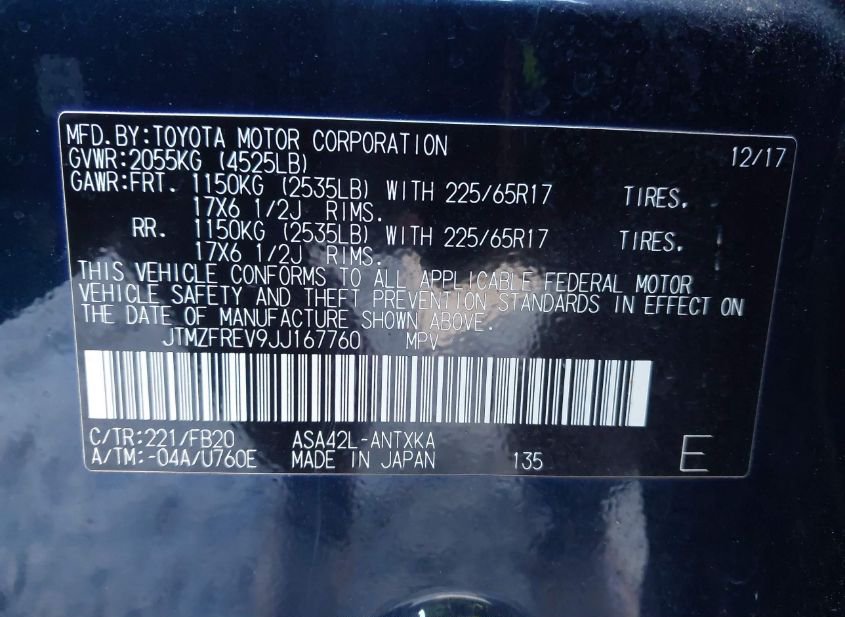 MFD.BY:TOYOTA MOTOR CORPORATION 12/17
GVWR:2055KG (4525LB)
GAWR:FRT. 1150KG (2535LB) WITH 225/65R17 TIRES.
17X6 1/2J RIMS.
RR. 1150KG (2535LB) WITH 225/65R17 TIRES.
17X6 1/2J RIMS.
THIS VEHICLE CONFORMS TO ALL APPLICABLE FEDERAL MOTOR
VEHICLE SAFETY AND THEFT PREVENTION STANDARDS IN EFFECT ON
THE DATE OF MANUFACTURE SHOWN ABOVE.
JTMZFREV9JJ167760 MPV
C/TR:221/FB20 ASA42L-ANTXKA
A/TM:-04A/U760E MADE IN JAPAN 135 E